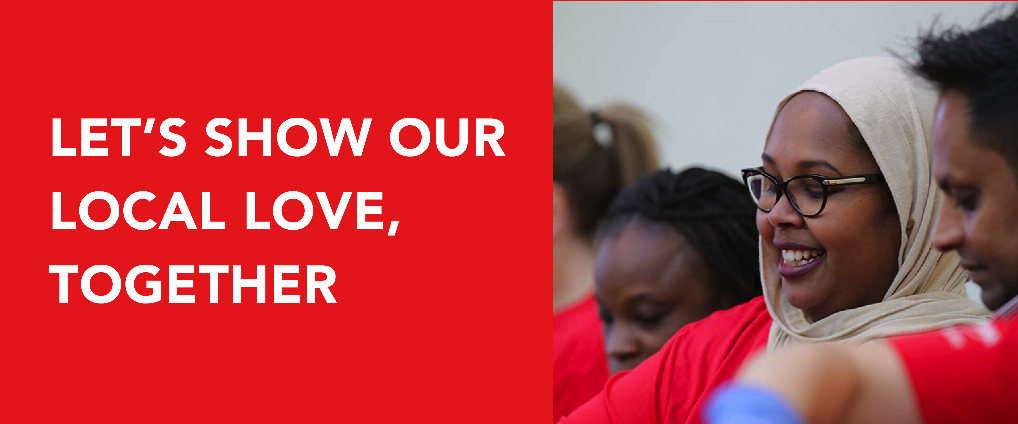 LET'S SHOW OUR
LOCAL LOVE,
TOGETHER